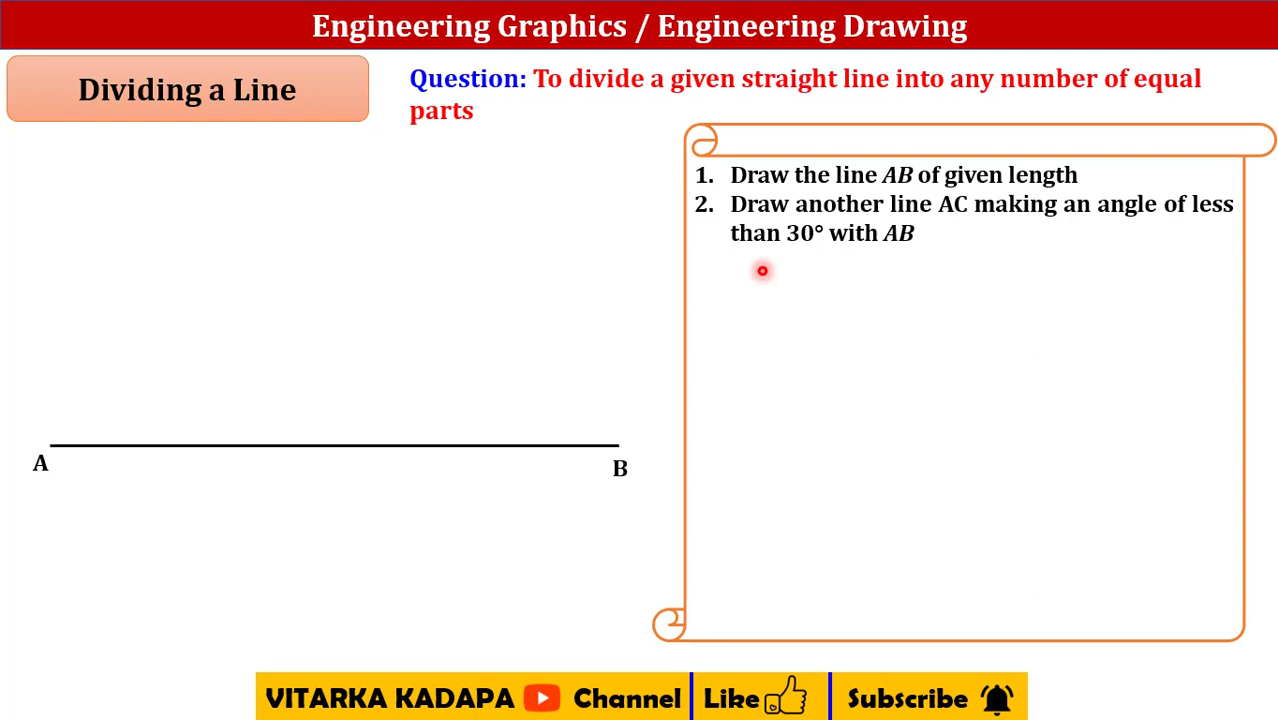 Engineering Graphics / Engineering Drawing
Dividing a Line
Question: To divide a given straight line into any number of equal
parts
1. Draw the line AB of given length
2. Draw another line AC making an angle of less
than 30° with AB
A
B
VITARKA KADAPA Channel Like Subscribe